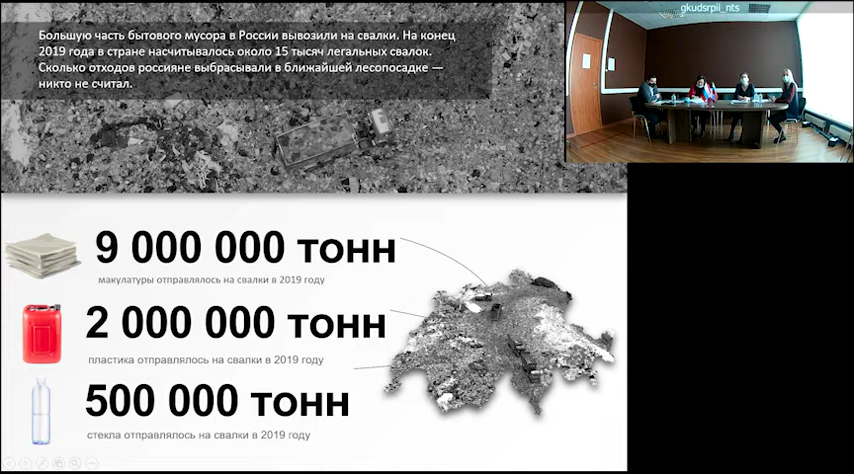 Большую часть бытового мусора в России вывозили на свалки. На конец
2019 года в стране насчитывалось около 15 тысяч легальных свалок.
Сколько отходов россияне выбрасывали в ближайшей лесопосадке —
никто не считал.
gkudsrpii_nts
9 000 000 тонн
макулатуры отправлялось на свалки в 2019 году
2 000 000 тонн
пластика отправлялось на свалки в 2019 году
500 000 тонн
стекла отправлялось на свалки в 2019 году